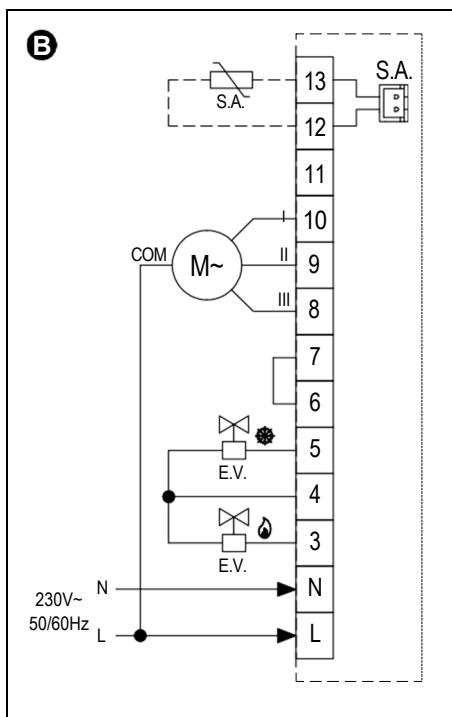 B
13
S.A.
S.A.
12
11
10
I
COM
M~
9
II
8
III
7
6
5
E.V.
4
3
E.V.
N
N
230V~
50/60Hz
L
L